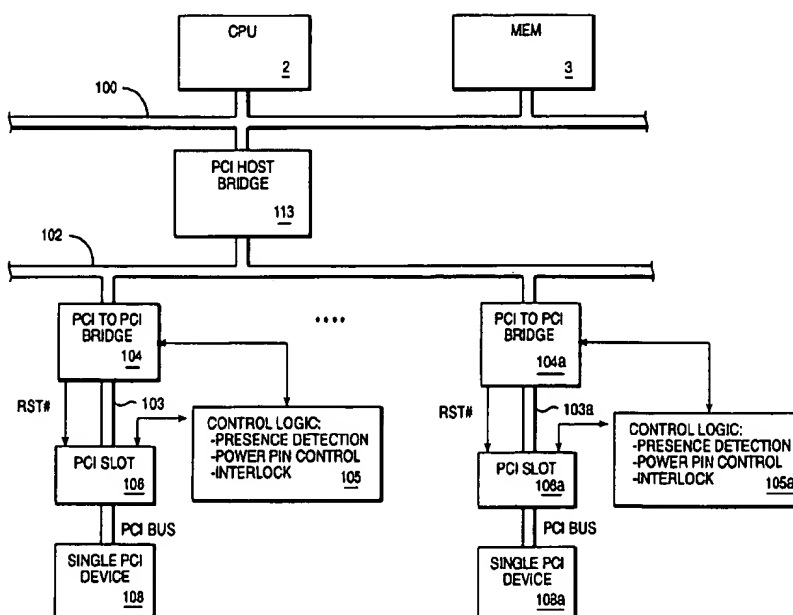 CPU
2
MEM
3
100
PCI HOST
BRIDGE
113
102
PCI TO PCI
BRIDGE
104
....
PCI TO PCI
BRIDGE
104a
RST#
103
CONTROL LOGIC:
-PRESENCE DETECTION
-POWER PIN CONTROL
-INTERLOCK
105
PCI SLOT
106
RST#
103a
CONTROL LOGIC:
-PRESENCE DETECTION
-POWER PIN CONTROL
-INTERLOCK
105a
PCI SLOT
106a
PCI BUS
SINGLE PCI
DEVICE
108
PCI BUS
SINGLE PCI
DEVICE
108a